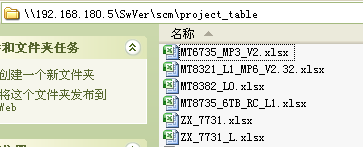 \\192.168.180.5\SwVer\scm\project_table
和文件夹任务
创建一个新文件夹
将这个文件夹发布到
Web
名称
MT6735_MP3_V2.xlsx
MT8321_L1_MP6_V2.32.xlsx
MT8382_LO.xlsx
MT8735_6TB_RC_L1.xlsx
ZX_7731.xlsx
ZX_7731_L.xlsx